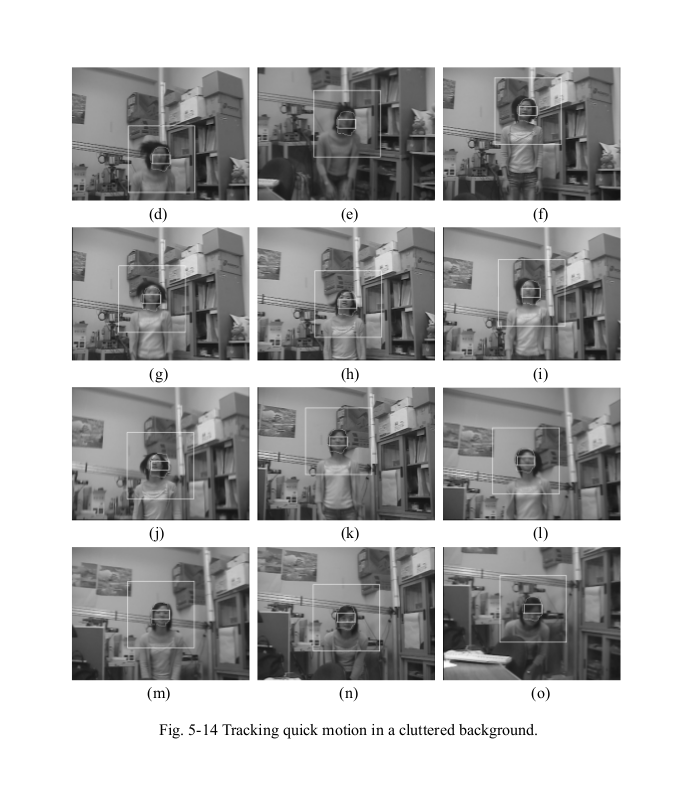 (d) (e) (f)
(g) (h) (i)
(j) (k) (l)
(m) (n) (o)
Fig. 5-14 Tracking quick motion in a cluttered background.